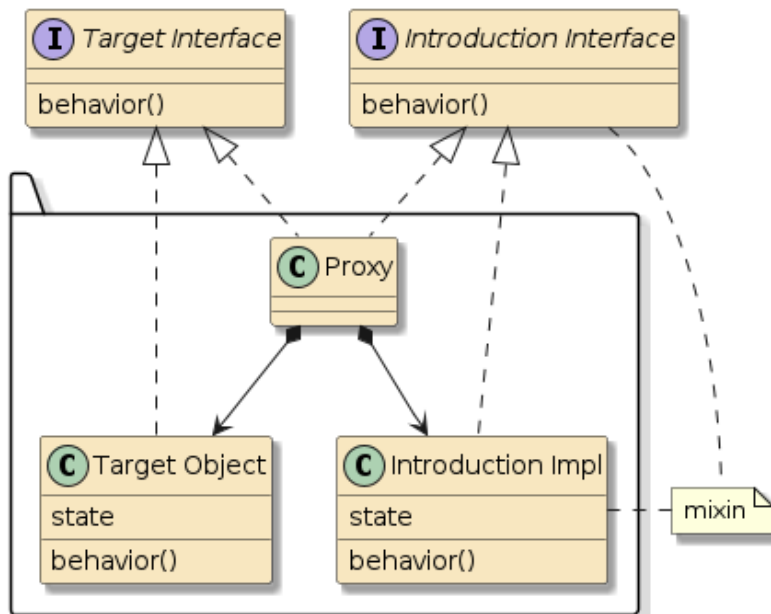 I Target Interface
behavior()
I Introduction Interface
behavior()
C Proxy
C Target Object
state
behavior()
C Introduction Impl
state
behavior()
mixin